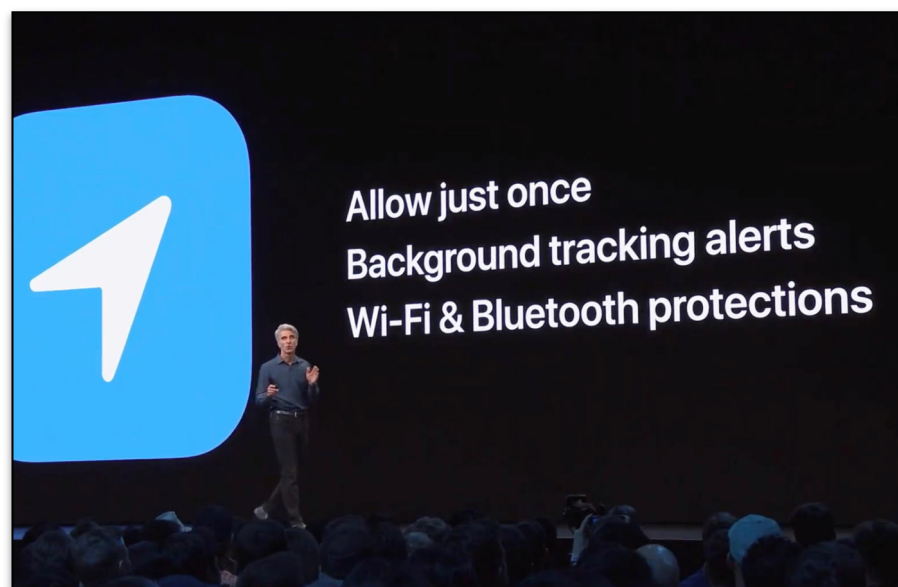 Allow just once
Background tracking alerts
Wi-Fi & Bluetooth protections